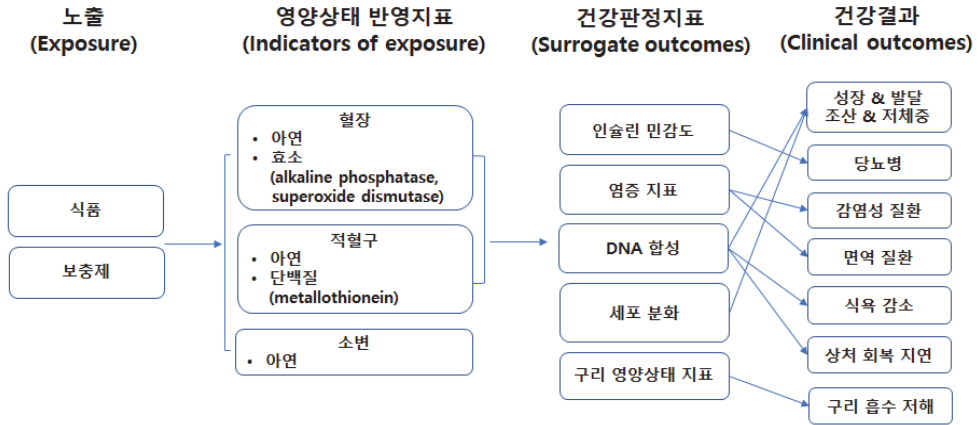 노출
(Exposure)
영양상태 반영지표
(Indicators of exposure)
건강판정지표
(Surrogate outcomes)
건강결과
(Clinical outcomes)
식품
보충제
혈장
• 아연
• 효소
(alkaline phosphatase,
superoxide dismutase)
적혈구
• 아연
• 단백질
(metallothionein)
소변
• 아연
인슐린 민감도
염증 지표
DNA 합성
세포 분화
구리 영양상태 지표
성장 & 발달
조산 & 저체중
당뇨병
감염성 질환
면역 질환
식욕 감소
상처 회복 지연
구리 흡수 저해